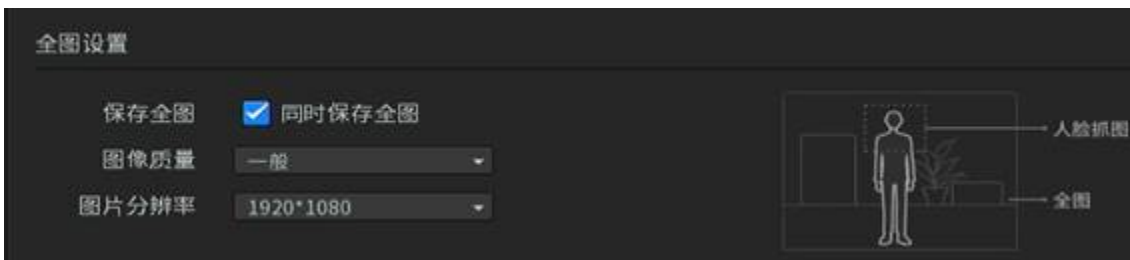 全图设置
保存全图 同时保存全图
图像质量 一般
图片分辨率 1920*1080
人脸抓图
全图